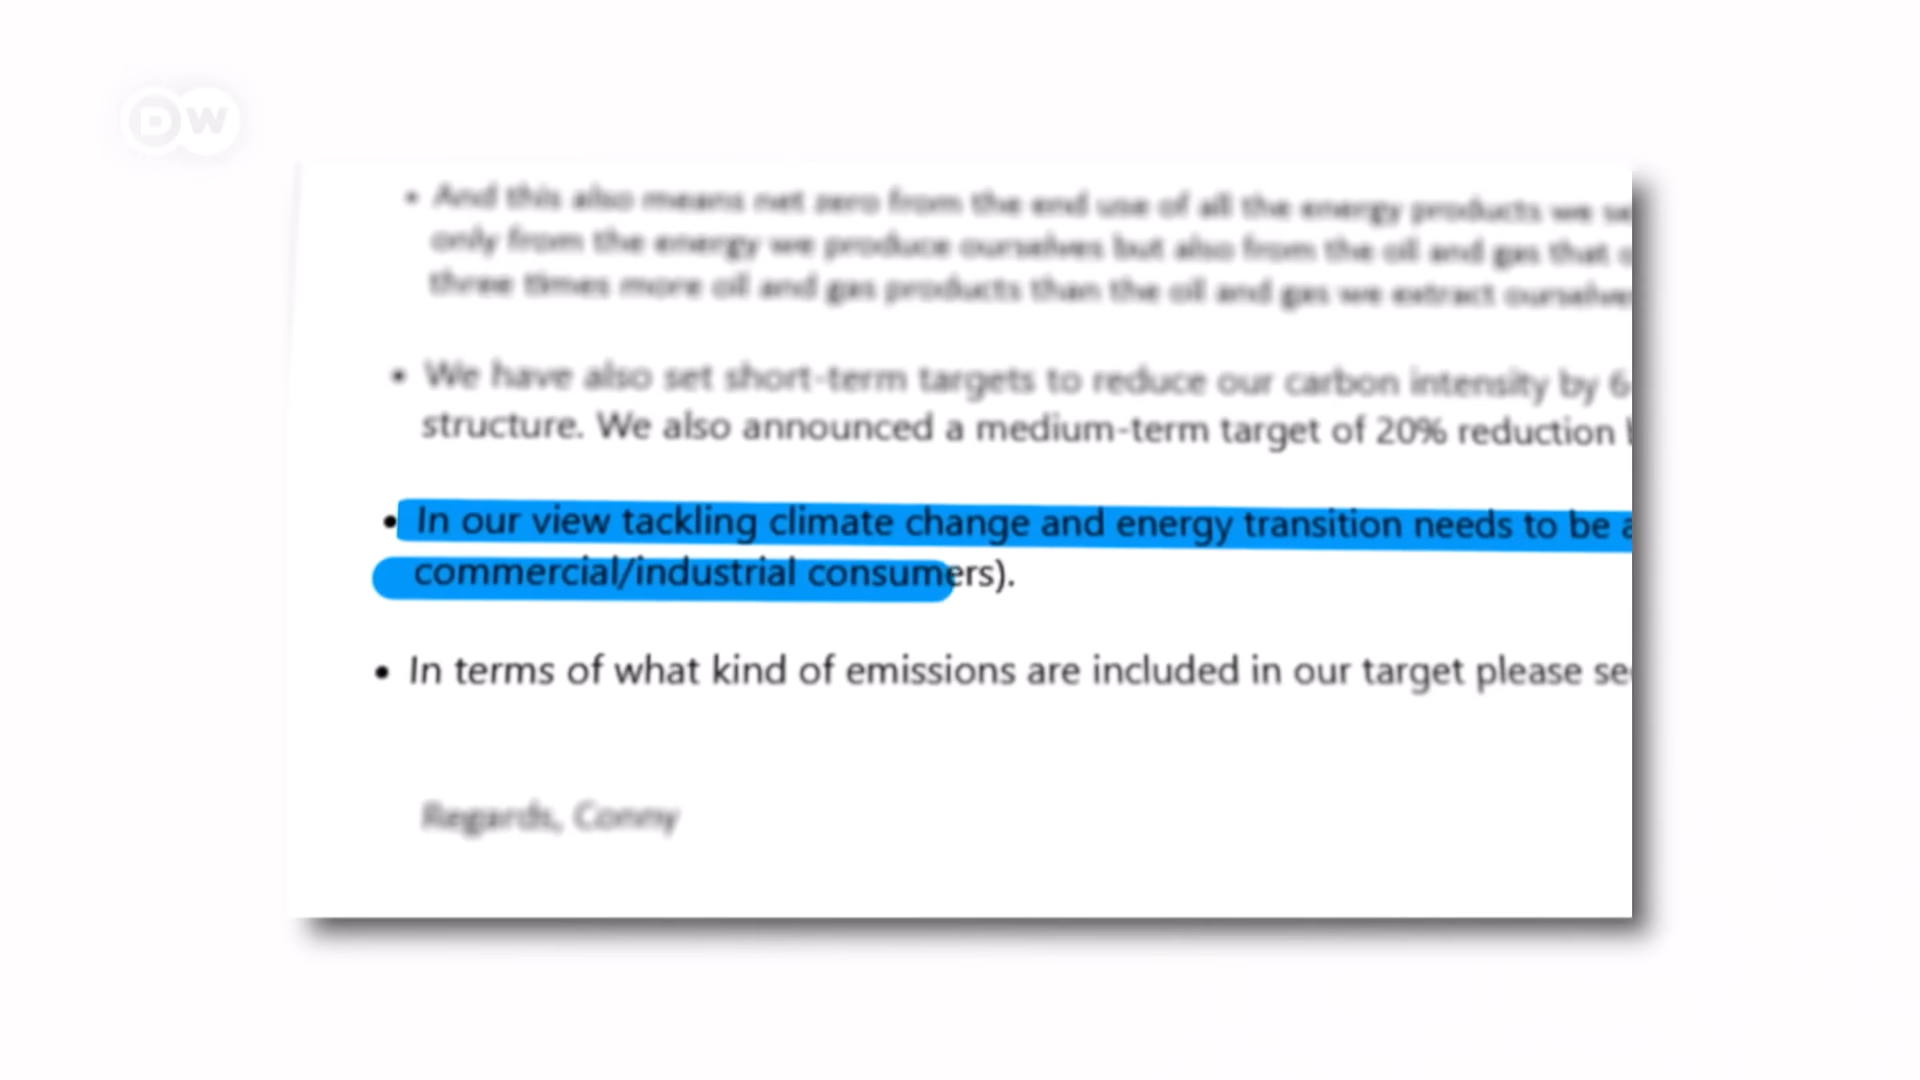 DW
• And this also means net zero from the end use of all the energy products we
only from the energy we produce ourselves but also from the oil and gas that
three times more oil and gas products than the oil and gas we extract
• We have also set short-term targets to reduce our carbon intensity by
structure. We also announced a medium-term target of 20% reduction
• In our view tackling climate change and energy transition needs to be
commercial/industrial consumers).
• In terms of what kind of emissions are included in our target please
Regards, Conny